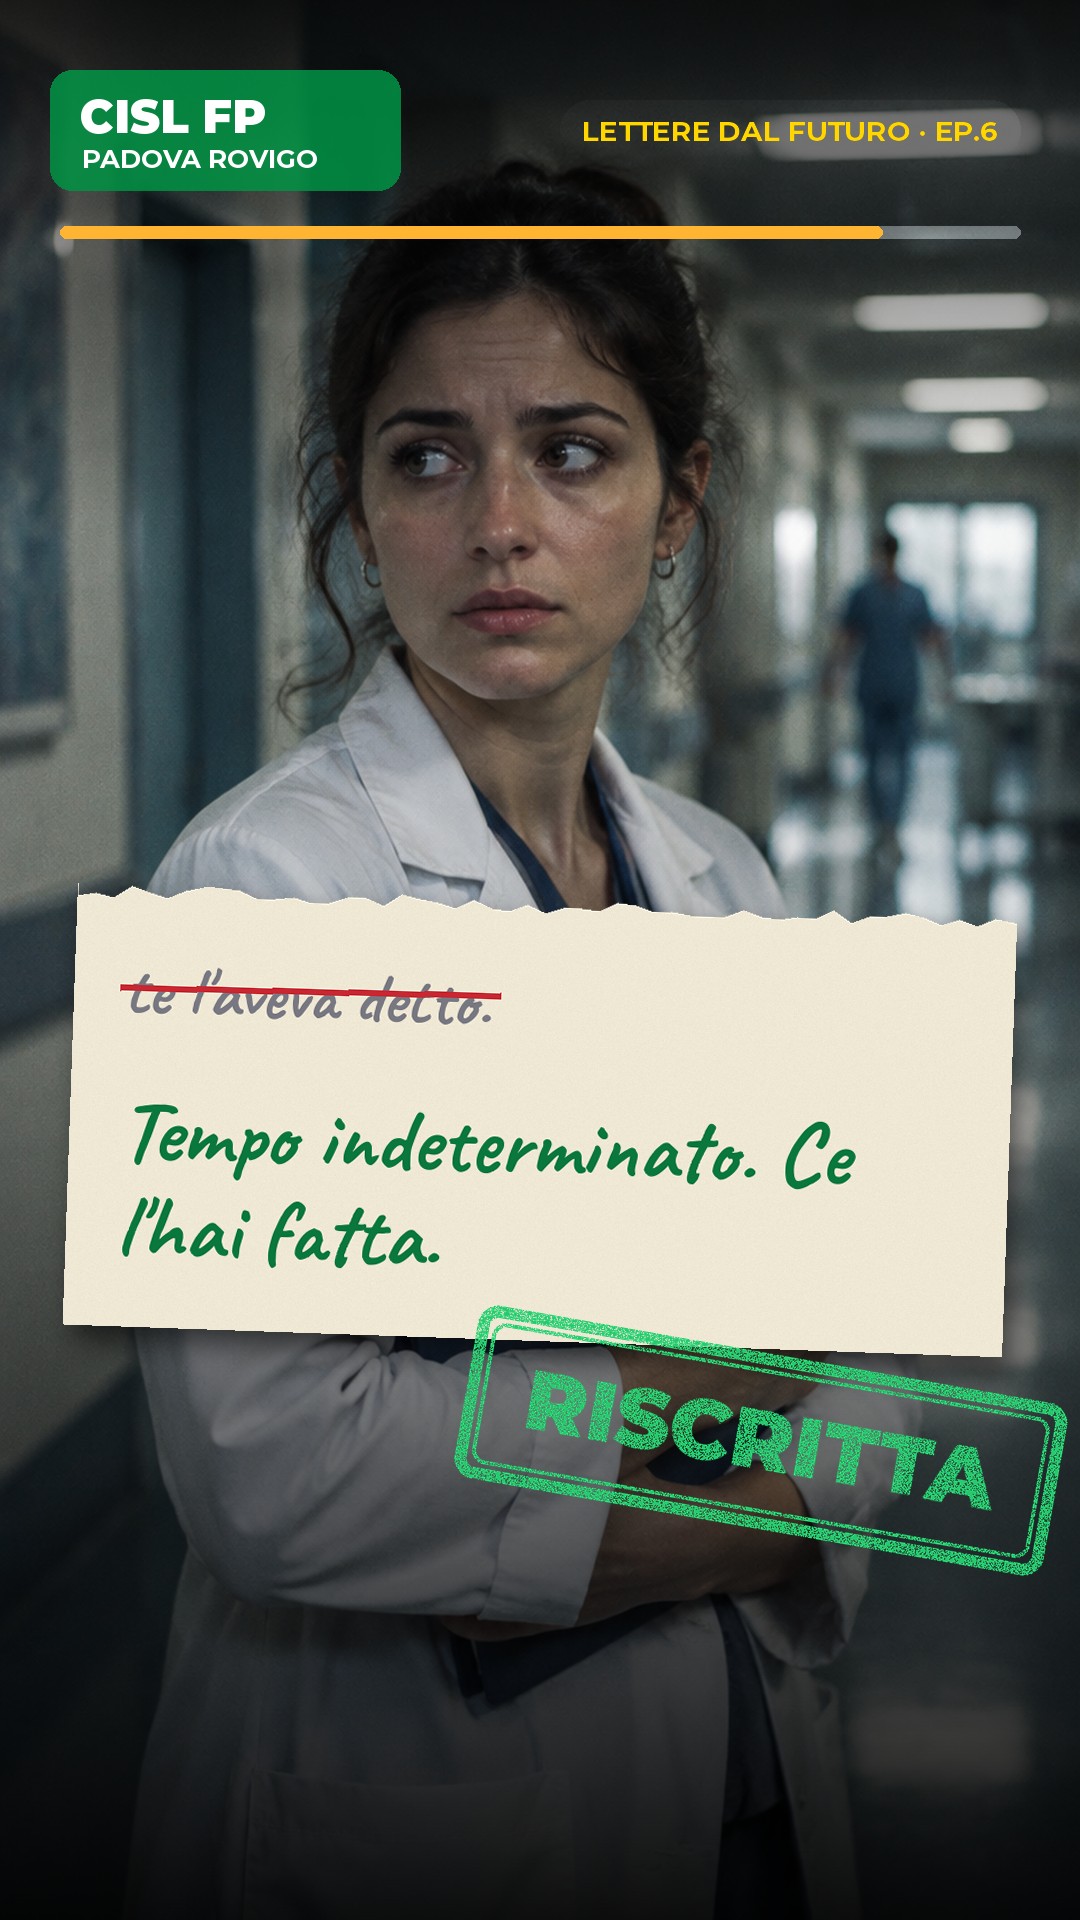 CISL FP
PADOVA ROVIGO
LETTERE DAL FUTURO · EP.6
te l'aveva detto.
Tempo indeterminato. Ce
l'hai fatta.
RISCRITTA